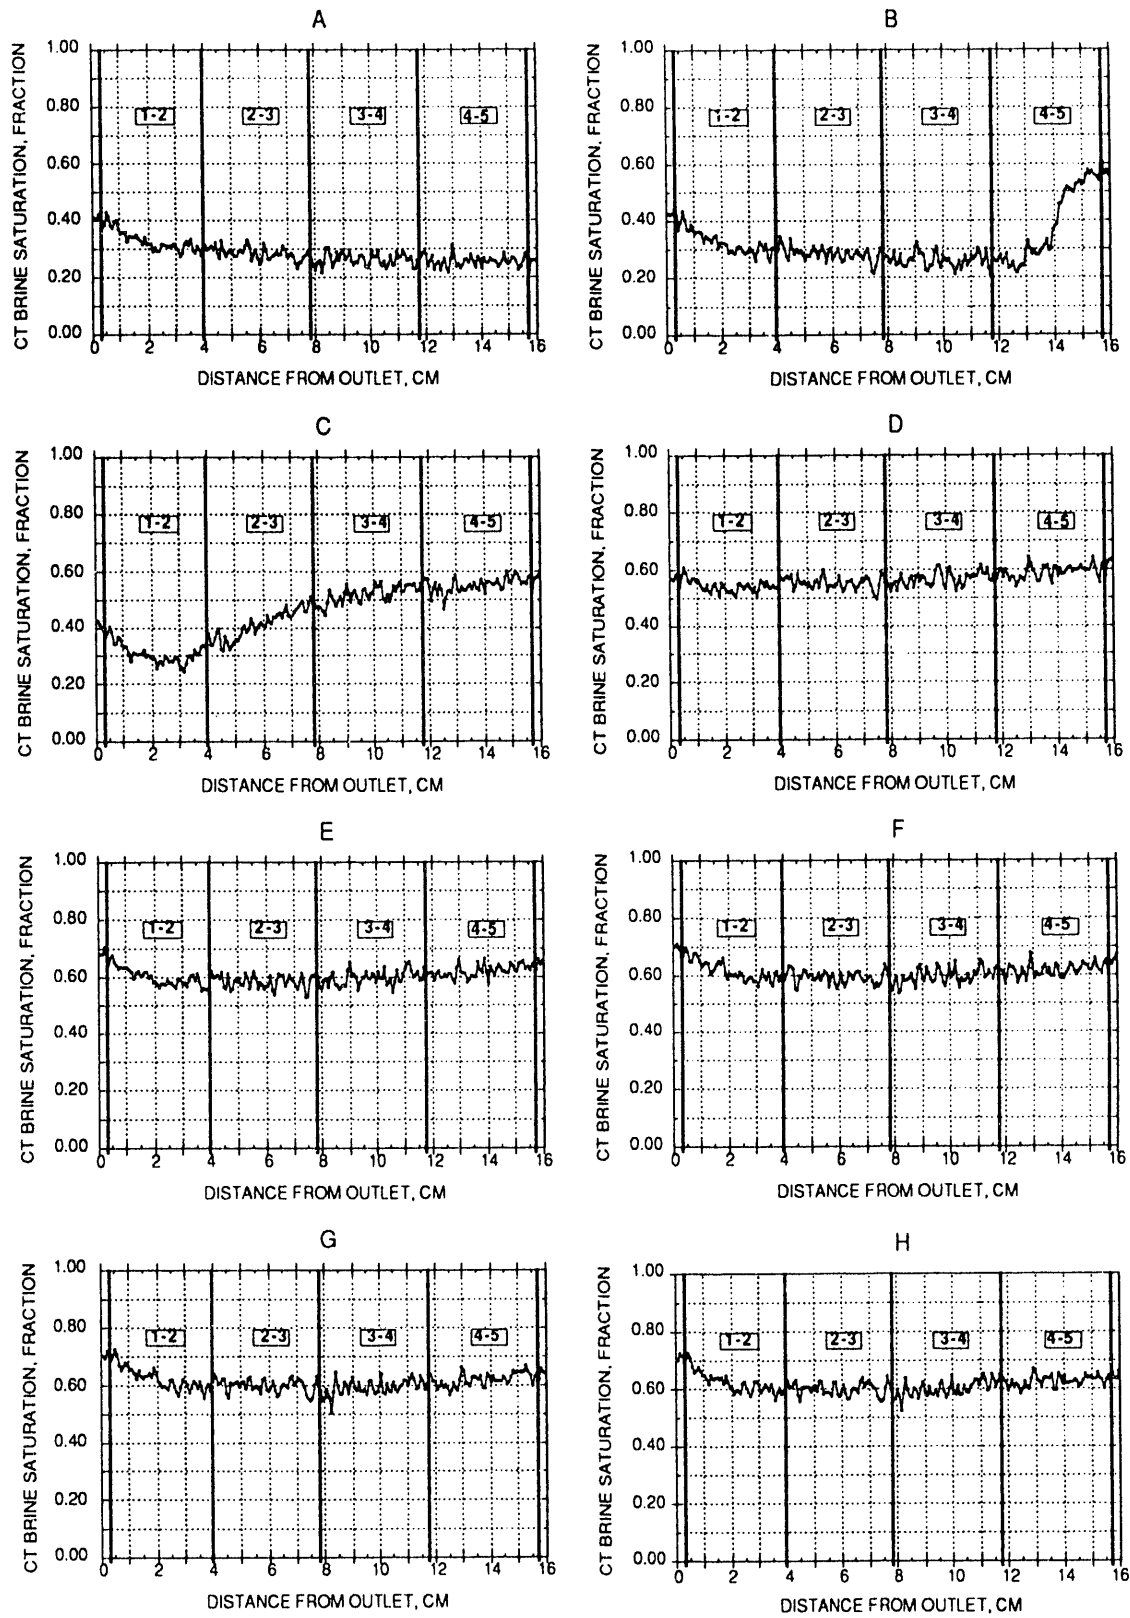 A
CT BRINE SATURATION, FRACTION
1.00
0.80
0.60
0.40
0.20
0.00
1-2
2-3
3-4
4-5
0 2 4 6 8 10 12 14 16
DISTANCE FROM OUTLET, CM
B
CT BRINE SATURATION, FRACTION
1.00
0.80
0.60
0.40
0.20
0.00
1-2
2-3
3-4
4-5
0 2 4 6 8 10 12 14 16
DISTANCE FROM OUTLET, CM
C
CT BRINE SATURATION, FRACTION
1.00
0.80
0.60
0.40
0.20
0.00
1-2
2-3
3-4
4-5
0 2 4 6 8 10 12 14 16
DISTANCE FROM OUTLET, CM
D
CT BRINE SATURATION, FRACTION
1.00
0.80
0.60
0.40
0.20
0.00
1-2
2-3
3-4
4-5
0 2 4 6 8 10 12 14 16
DISTANCE FROM OUTLET, CM
E
CT BRINE SATURATION, FRACTION
1.00
0.80
0.60
0.40
0.20
0.00
1-2
2-3
3-4
4-5
0 2 4 6 8 10 12 14 16
DISTANCE FROM OUTLET, CM
F
CT BRINE SATURATION, FRACTION
1.00
0.80
0.60
0.40
0.20
0.00
1-2
2-3
3-4
4-5
0 2 4 6 8 10 12 14 16
DISTANCE FROM OUTLET, CM
G
CT BRINE SATURATION, FRACTION
1.00
0.80
0.60
0.40
0.20
0.00
1-2
2-3
3-4
4-5
0 2 4 6 8 10 12 14 16
DISTANCE FROM OUTLET, CM
H
CT BRINE SATURATION, FRACTION
1.00
0.80
0.60
0.40
0.20
0.00
1-2
2-3
3-4
4-5
0 2 4 6 8 10 12 14 16
DISTANCE FROM OUTLET, CM